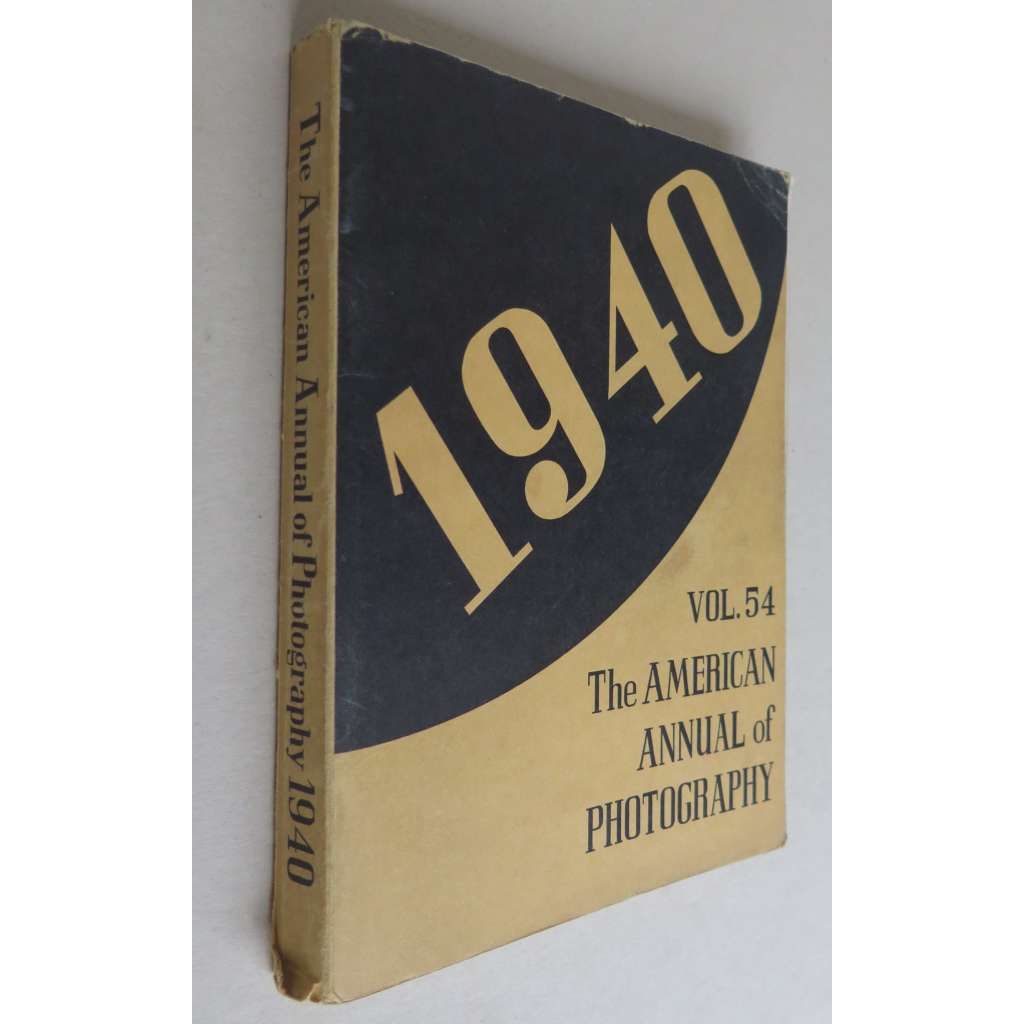 The American Annual of Photography 1940
1940
VOL. 54
The AMERICAN
ANNUAL of
PHOTOGRAPHY